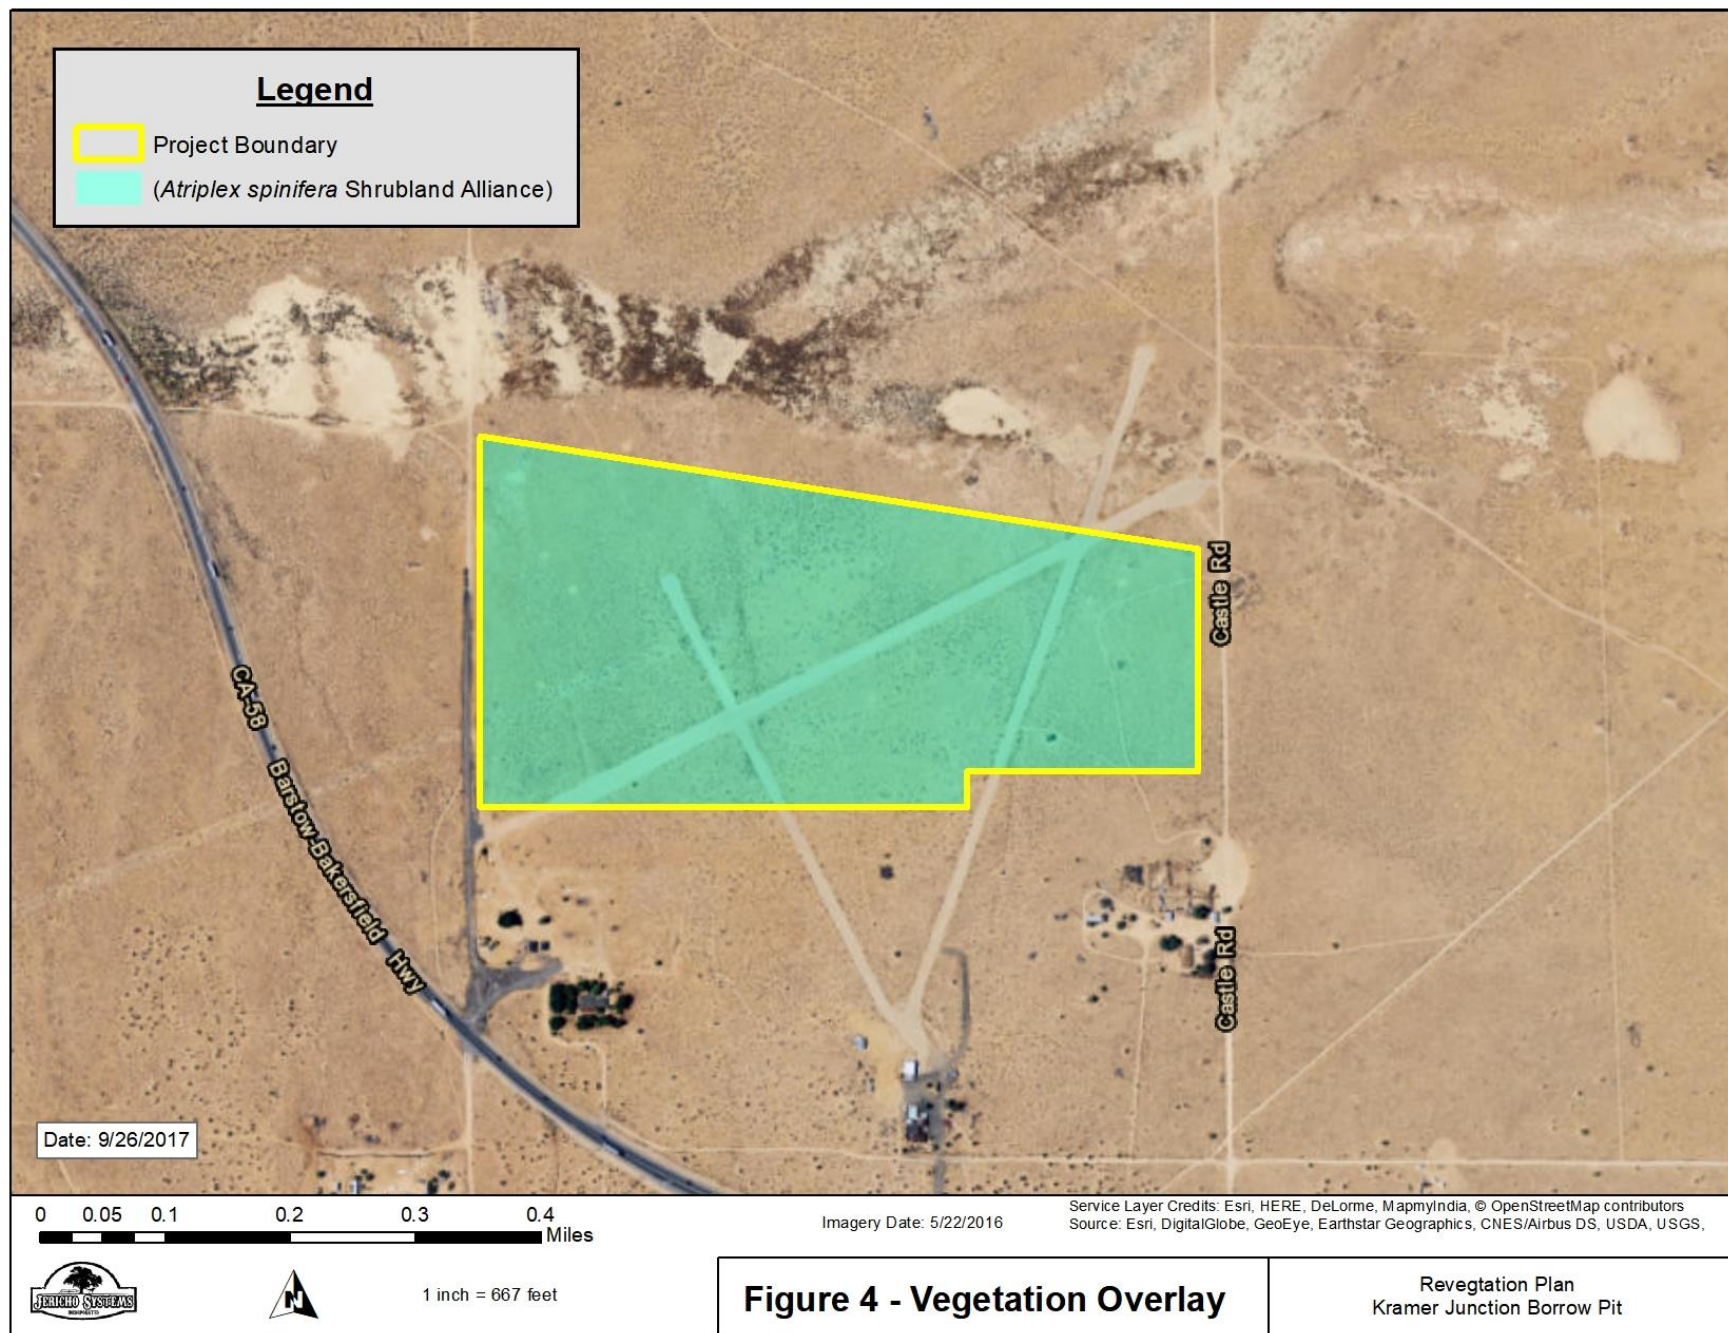 Legend
Project Boundary
(Atriplex spinifera Shrubland Alliance)
Castle Rd
CA-58 Barstow-Bakersfield Hwy
Castle Rd
Date: 9/26/2017
0 0.05 0.1 0.2 0.3 0.4
Miles
Imagery Date: 5/22/2016
Service Layer Credits: Esri, HERE, DeLorme, MapmyIndia, © OpenStreetMap contributors
Source: Esri, DigitalGlobe, GeoEye, Earthstar Geographics, CNES/Airbus DS, USDA, USGS,
JERICHO SYSTEMS
INCORPORATED
N
1 inch = 667 feet
Figure 4 - Vegetation Overlay
Revegtation Plan
Kramer Junction Borrow Pit